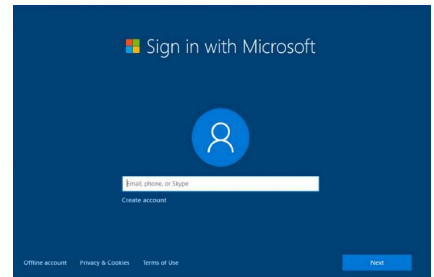 Sign in with Microsoft
Email, phone, or Skype
Create account
Offline account Privacy & Cookies Terms of Use Next